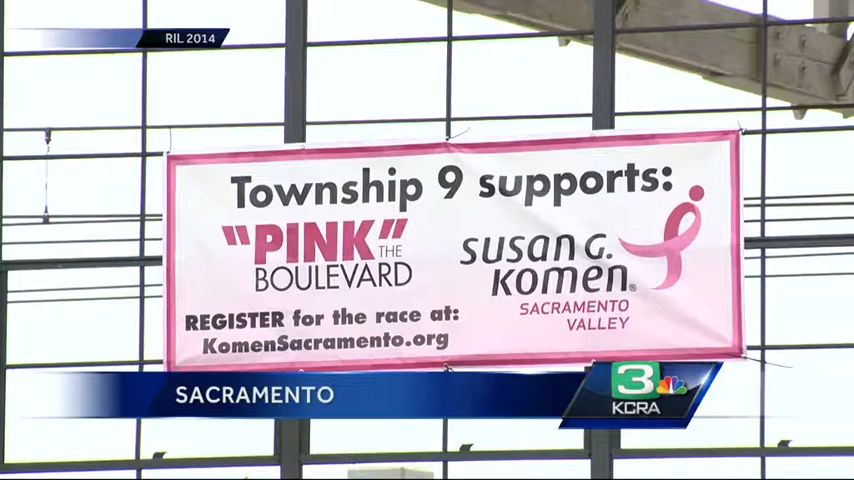 RIL 2014
Township 9 supports:
"PINK" THE
BOULEVARD
SUSAN G.
KOMEN®
SACRAMENTO
VALLEY
REGISTER for the race at:
KomenSacramento.org
SACRAMENTO
3
KCRA